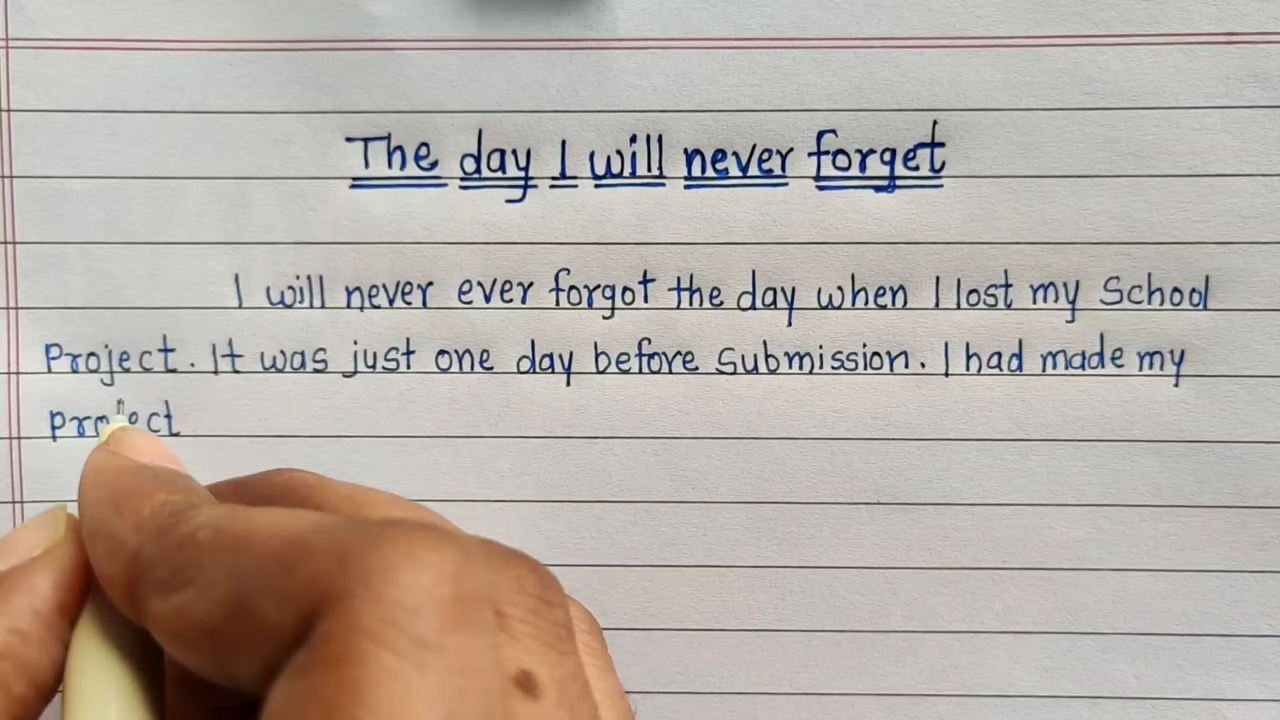 The day I will never forget
I will never ever forgot the day when I lost my School
Project. It was just one day before submission. I had made my
project